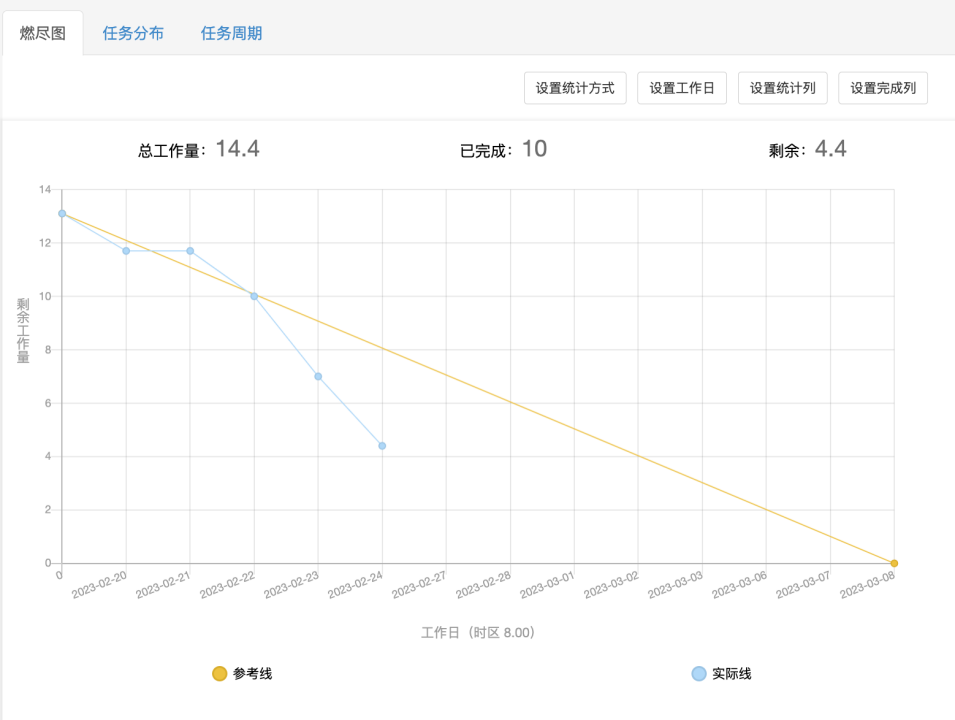 燃尽图 任务分布 任务周期
设置统计方式 设置工作日 设置统计列 设置完成列
总工作量：14.4 已完成：10 剩余：4.4
14
12
10
8
6
4
2
0
剩余工作量
0 2023-02-20 2023-02-21 2023-02-22 2023-02-23 2023-02-24 2023-02-27 2023-02-28 2023-03-01 2023-03-02 2023-03-03 2023-03-06 2023-03-07 2023-03-08
工作日（时区 8.00）
参考线 实际线